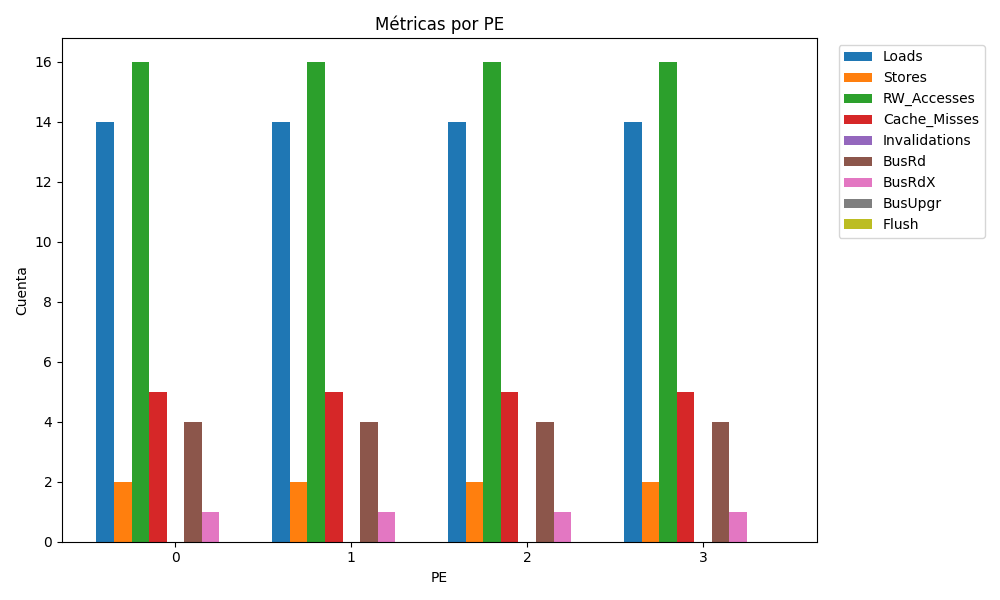 Métricas por PE
16
14
12
10
8
6
4
2
0
Cuenta
0 1 2 3
PE
Loads
Stores
RW_Accesses
Cache_Misses
Invalidations
BusRd
BusRdX
BusUpgr
Flush